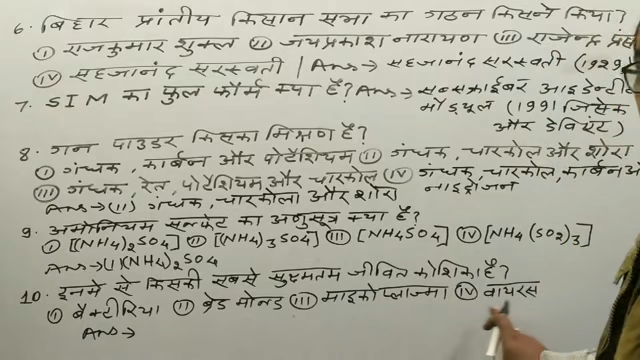 6. बिहार प्रांतीय किसान सभा का गठन किसने किया?
(i) राजकुमार शुक्ल (ii) जयप्रकाश नारायण (iii) राजेन्द्र
(iv) सहजानंद सरस्वती | Ans→ सहजानंद सरस्वती (1929
7. SIM का फुल फॉर्म क्या है? Ans→ सब्सक्राईबर आइडेन्टी
मॉड्यूल (1991 जिसेक
और डेविएंट)
8. गन पाउडर किसका मिश्रण है?
(i) गंधक, कार्बन और पोटैशियम (ii) गंधक, चारकोल और शोरा
(iii) गंधक, रेत, पोटैशियम और चारकोल (iv) गंधक, चारकोल, कार्बन
नाइट्रोजन
Ans→(ii) गंधक, चारकोला और शोरा
9. अमोनियम सल्फेट का अणुसूत्र क्या है?
(i) [(NH4)2SO4] (ii) [(NH4)3SO4] (iii) [NH4SO4] (iv) [NH4(SO2)3]
Ans→(i)(NH4)2SO4
10. इनमें से किसकी सबसे सुक्ष्मतम जीवित कोशिका है?
(i) बैक्टीरिया (ii) ब्रेड मोल्ड (iii) माइकोप्लाज्मा (iv) वायरस
Ans→